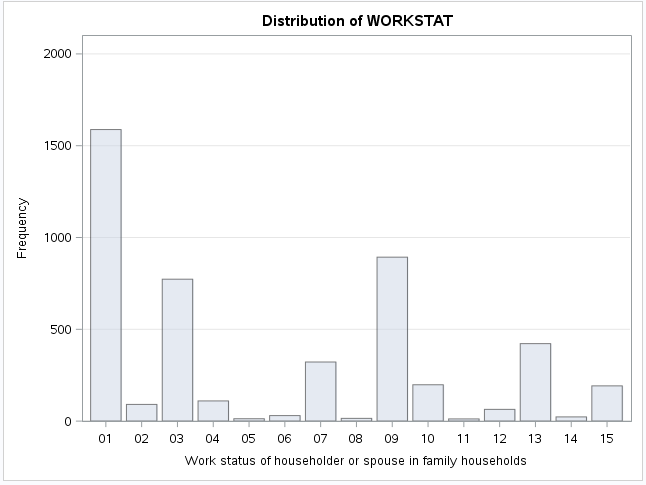 Distribution of WORKSTAT
2000
1500
1000
500
0
Frequency
01 02 03 04 05 06 07 08 09 10 11 12 13 14 15
Work status of householder or spouse in family households